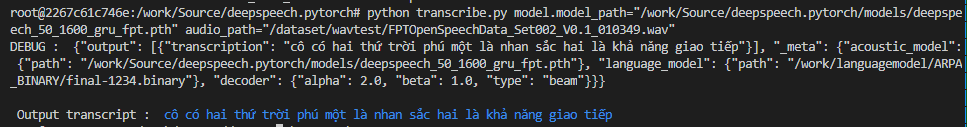 root@2267c61c746e:/work/Source/deepspeech.pytorch# python transcribe.py model.model_path="/work/Source/deepspeech.pytorch/models/deepspe
ech_50_1600_gru_fpt.pth" audio_path="/dataset/wavtest/FPTOpenSpeechData_Set002_V0.1_010349.wav"
DEBUG :  {"output": [{"transcription": "cô có hai thứ trời phú một là nhan sắc hai là khả năng giao tiếp"}], "_meta": {"acoustic_model":
{"path": "/work/Source/deepspeech.pytorch/models/deepspeech_50_1600_gru_fpt.pth"}, "language_model": {"path": "/work/languagemodel/ARPA
_BINARY/final-1234.binary"}, "decoder": {"alpha": 2.0, "beta": 1.0, "type": "beam"}}}
Output transcript :  cô có hai thứ trời phú một là nhan sắc hai là khả năng giao tiếp